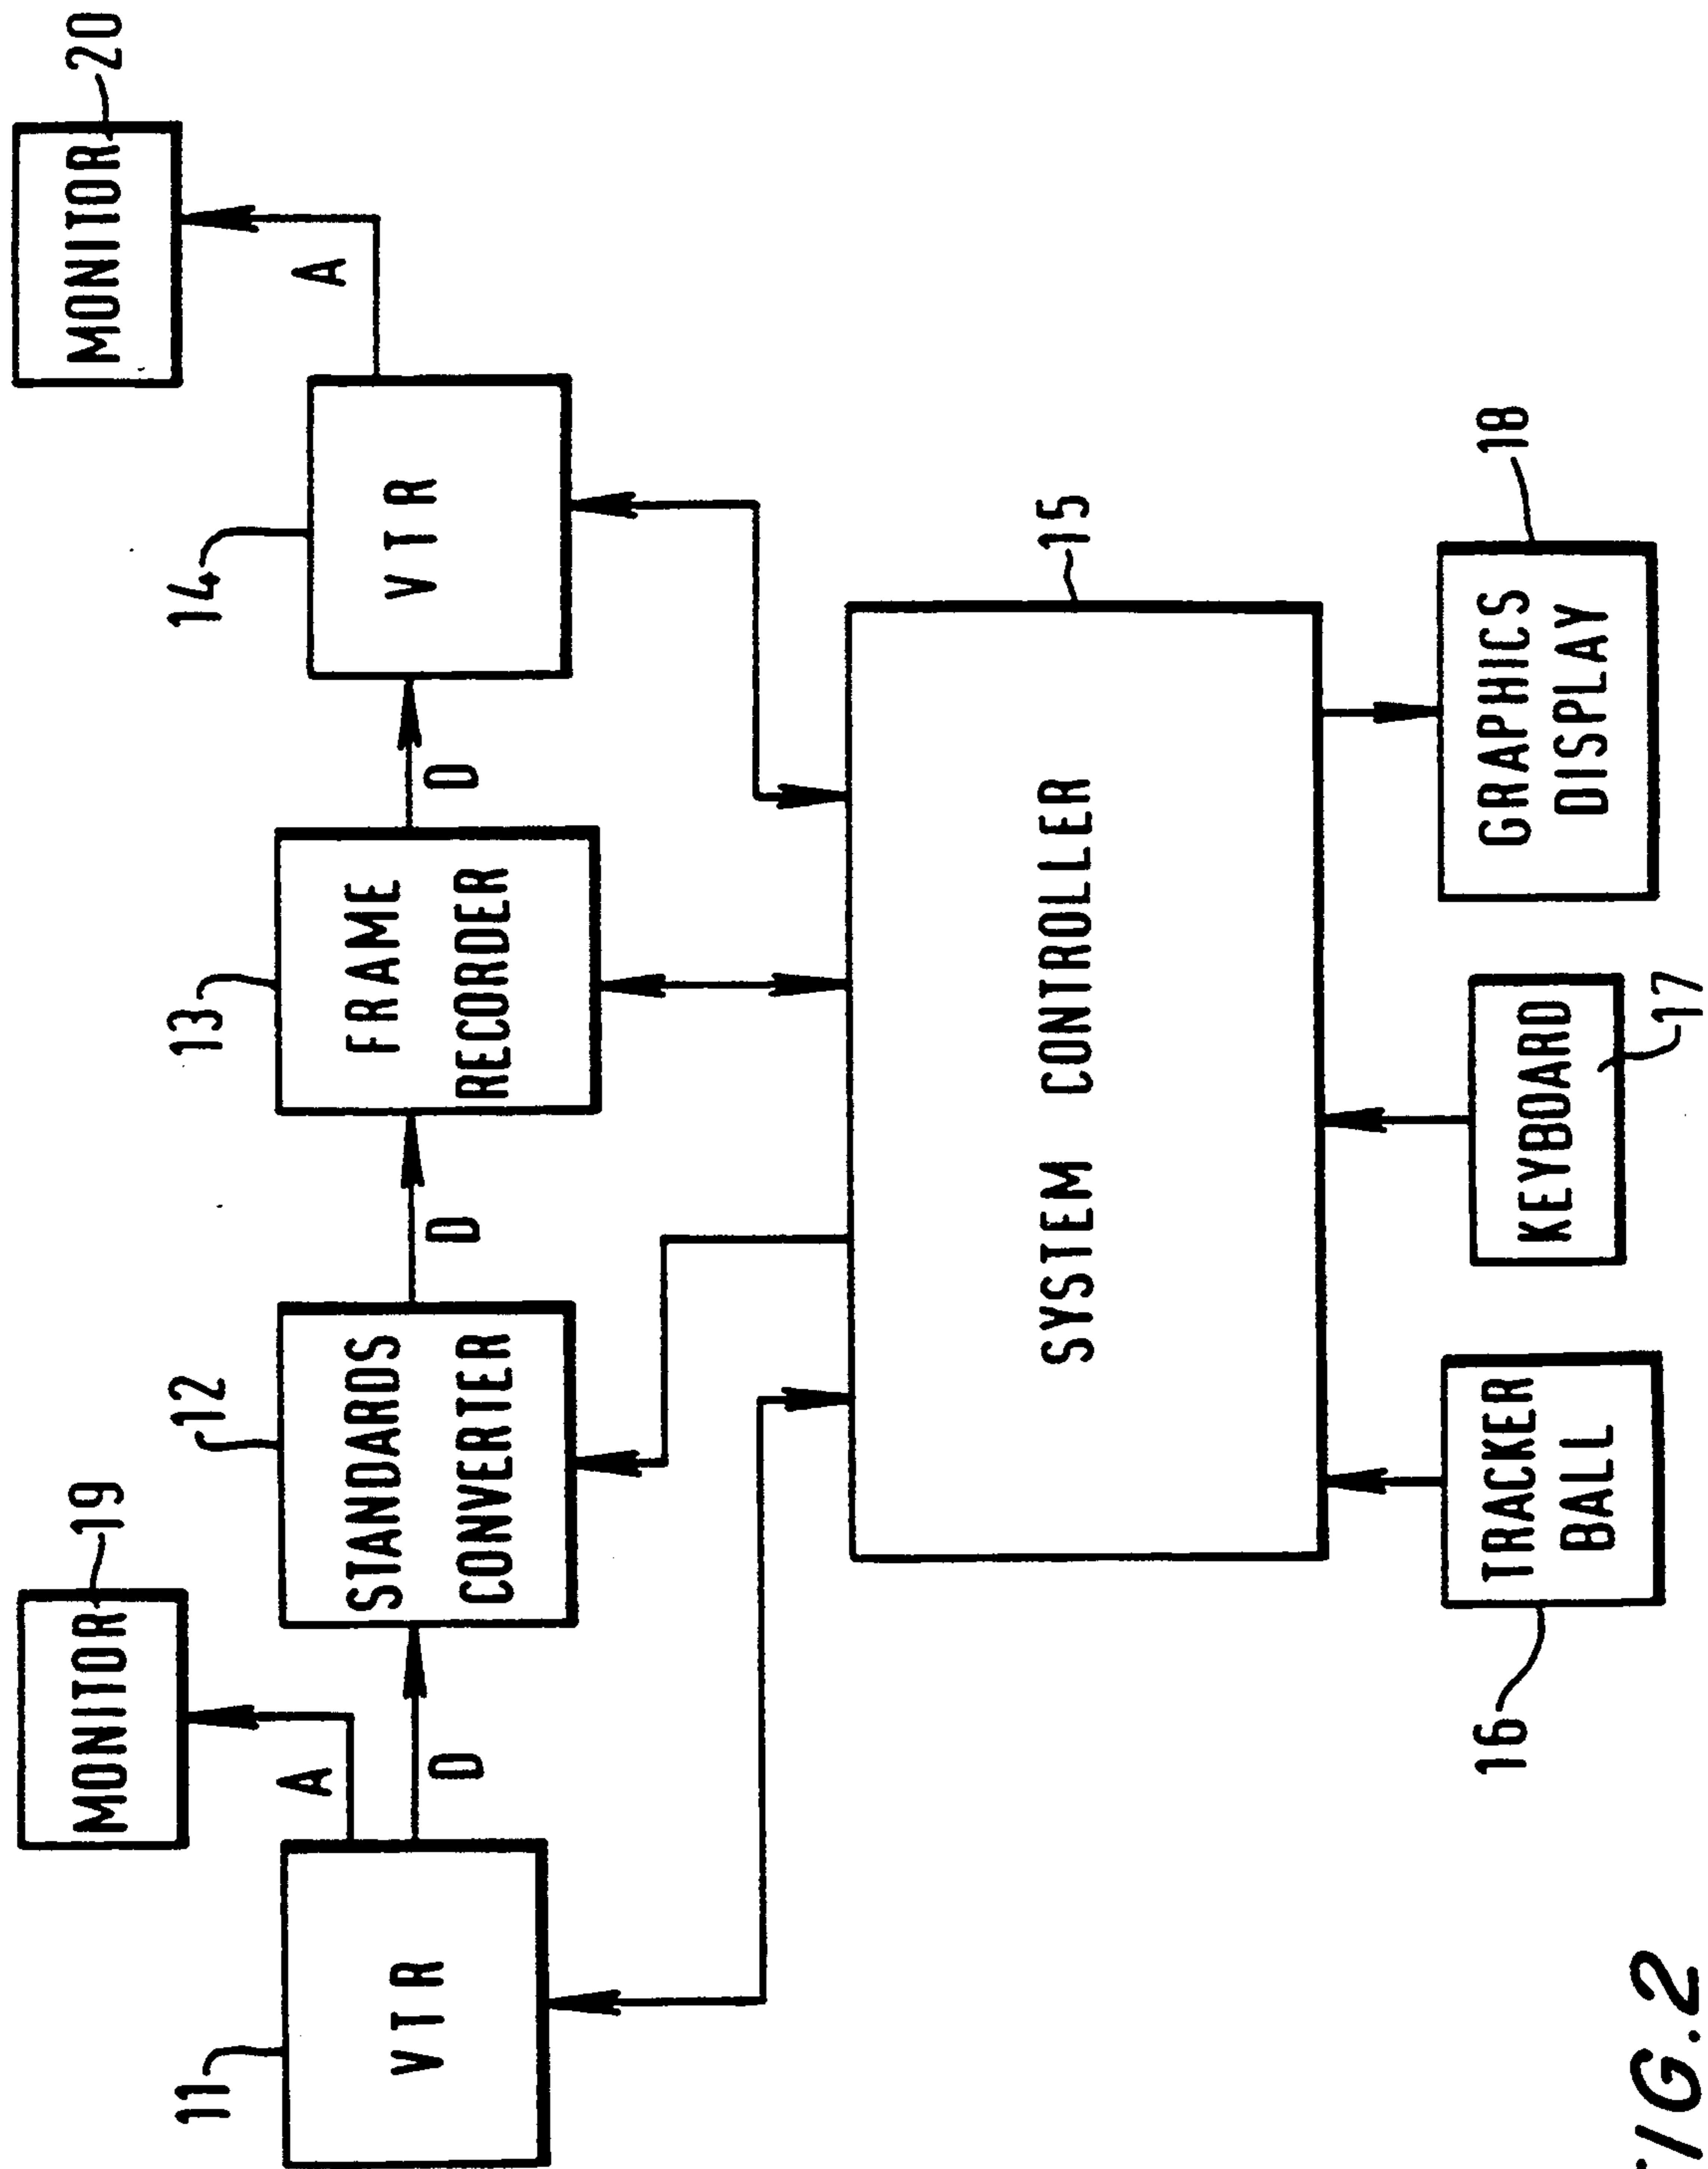 MONITOR
19
MONITOR
20
A
A
11
12
13
14
VTR
STANDARDS
CONVERTER
FRAME
RECORDER
VTR
D
D
D
15
SYSTEM CONTROLLER
16
TRACKER
BALL
KEYBOARD
17
GRAPHICS
DISPLAY
18
FIG.2